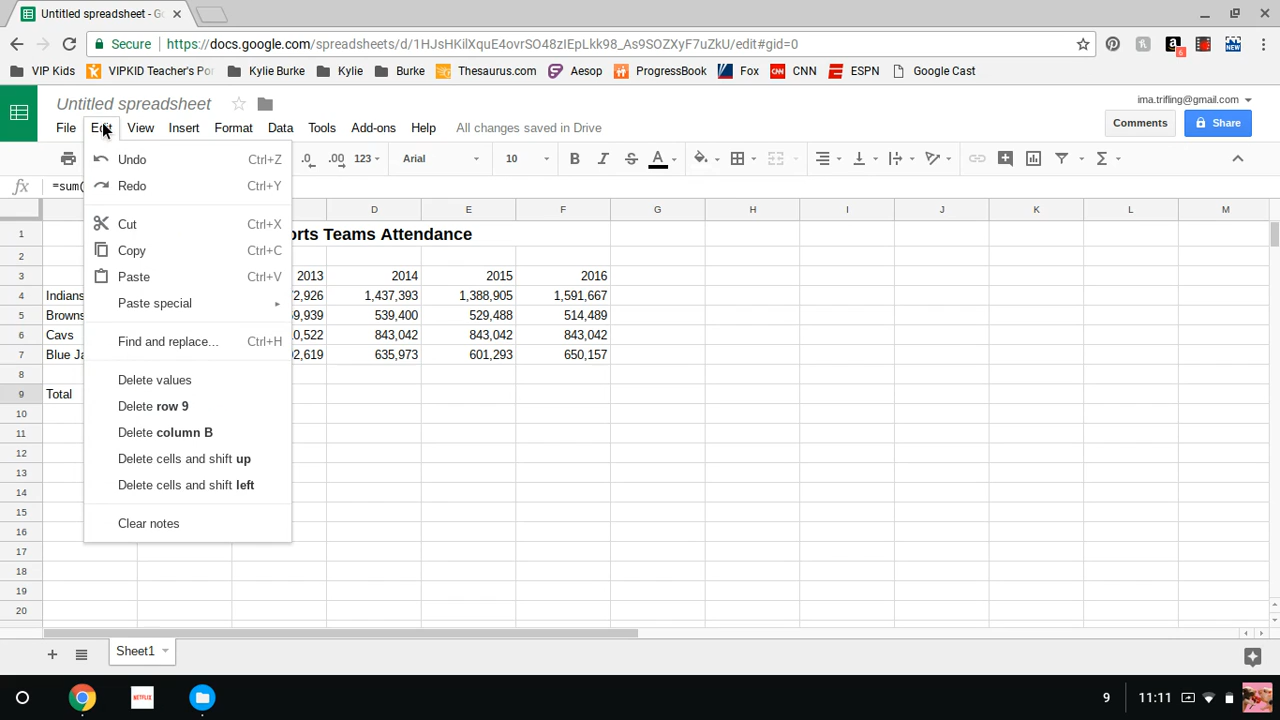 Untitled spreadsheet - Go
Secure https://docs.google.com/spreadsheets/d/
VIP Kids VIPKID Teacher's Po Kylie Burke Kylie Burke Thesaurus.com Aesop ProgressBook Fox CNN ESPN Google Cast
Untitled spreadsheet
ima.trifling@gmail.com
Comments Share
File Edit View Insert Format Data Tools Add-ons Help All changes saved in Drive
.0 .00 123 Arial 10 B I S A Σ
fx =sum(
D E F G H I J K L M
1 orts Teams Attendance
2
3 2013 2014 2015 2016
4 Indians 2,926 1,437,393 1,388,905 1,591,667
5 Browns 9,939 539,400 529,488 514,489
6 Cavs 0,522 843,042 843,042 843,042
7 Blue Ja 2,619 635,973 601,293 650,157
8
9 Total
10
11
12
13
14
15
16
17
18
19
20
Undo Ctrl+Z
Redo Ctrl+Y
Cut Ctrl+X
Copy Ctrl+C
Paste Ctrl+V
Paste special
Find and replace... Ctrl+H
Delete values
Delete row 9
Delete column B
Delete cells and shift up
Delete cells and shift left
Clear notes
Sheet1
NETFLIX
9 11:11